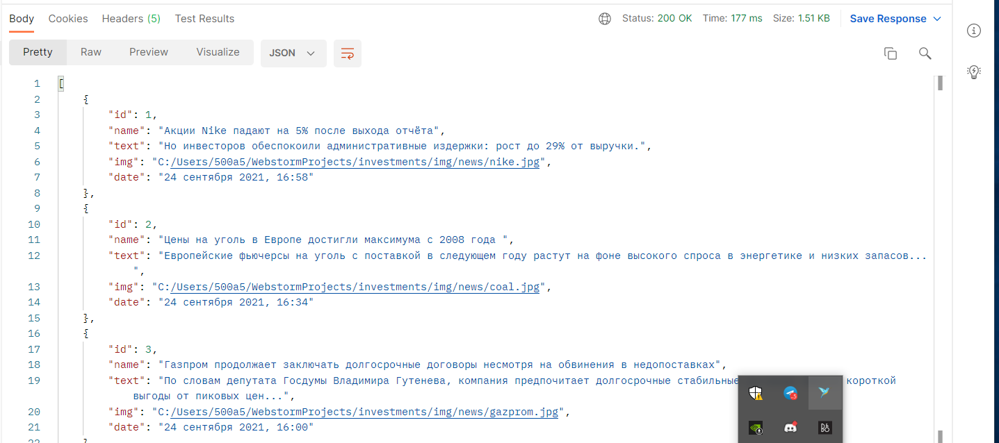 Body Cookies Headers (5) Test Results Status: 200 OK Time: 177 ms Size: 1.51 KB Save Response
Pretty Raw Preview Visualize JSON
1 [
2 {
3 "id": 1,
4 "name": "Акции Nike падают на 5% после выхода отчёта",
5 "text": "Но инвесторов обеспокоили административные издержки: рост до 29% от выручки.",
6 "img": "C:/Users/500a5/WebstormProjects/investments/img/news/nike.jpg",
7 "date": "24 сентября 2021, 16:58"
8 },
9 {
10 "id": 2,
11 "name": "Цены на уголь в Европе достигли максимума с 2008 года ",
12 "text": "Европейские фьючерсы на уголь с поставкой в следующем году растут на фоне высокого спроса в энергетике и низких запасов...
",
13 "img": "C:/Users/500a5/WebstormProjects/investments/img/news/coal.jpg",
14 "date": "24 сентября 2021, 16:34"
15 },
16 {
17 "id": 3,
18 "name": "Газпром продолжает заключать долгосрочные договоры несмотря на обвинения в недопоставках",
19 "text": "По словам депутата Госдумы Владимира Гутенева, компания предпочитает долгосрочные стабильные короткой
выгоды от пиковых цен...",
20 "img": "C:/Users/500a5/WebstormProjects/investments/img/news/gazprom.jpg",
21 "date": "24 сентября 2021, 16:00"
22 }